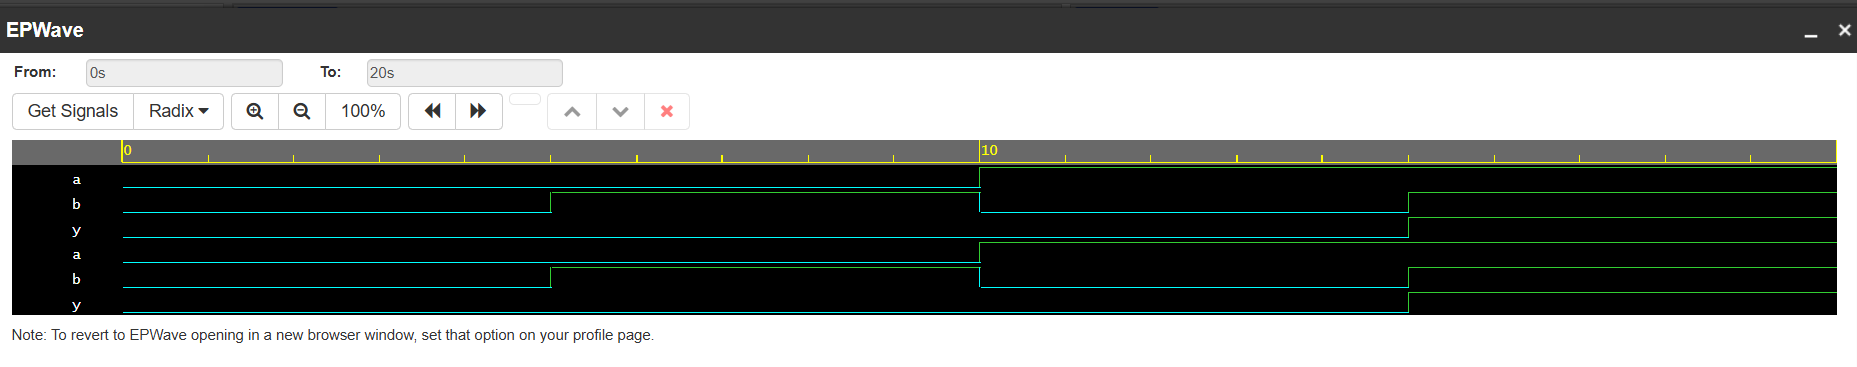 EPWave
From: 0s To: 20s
Get Signals Radix 100%
0 10
a
b
y
a
b
y
Note: To revert to EPWave opening in a new browser window, set that option on your profile page.